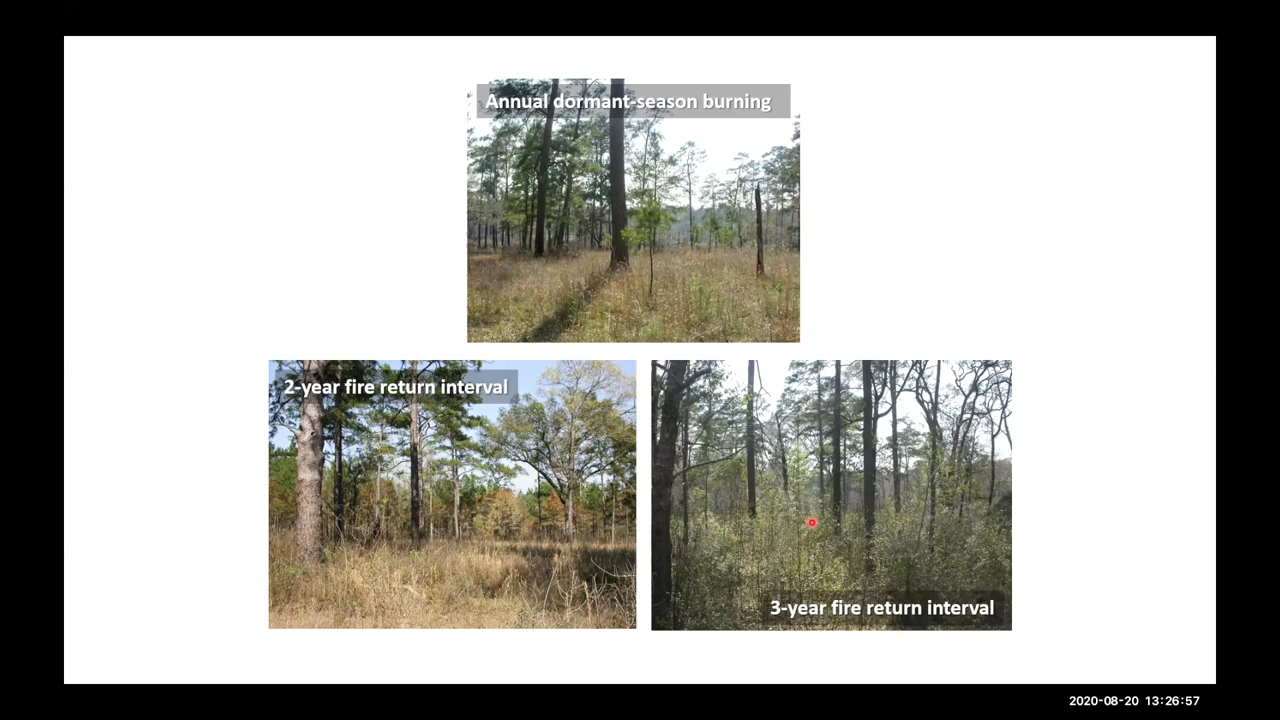 Annual dormant-season burning
2-year fire return interval
3-year fire return interval
2020-08-20 13:26:57